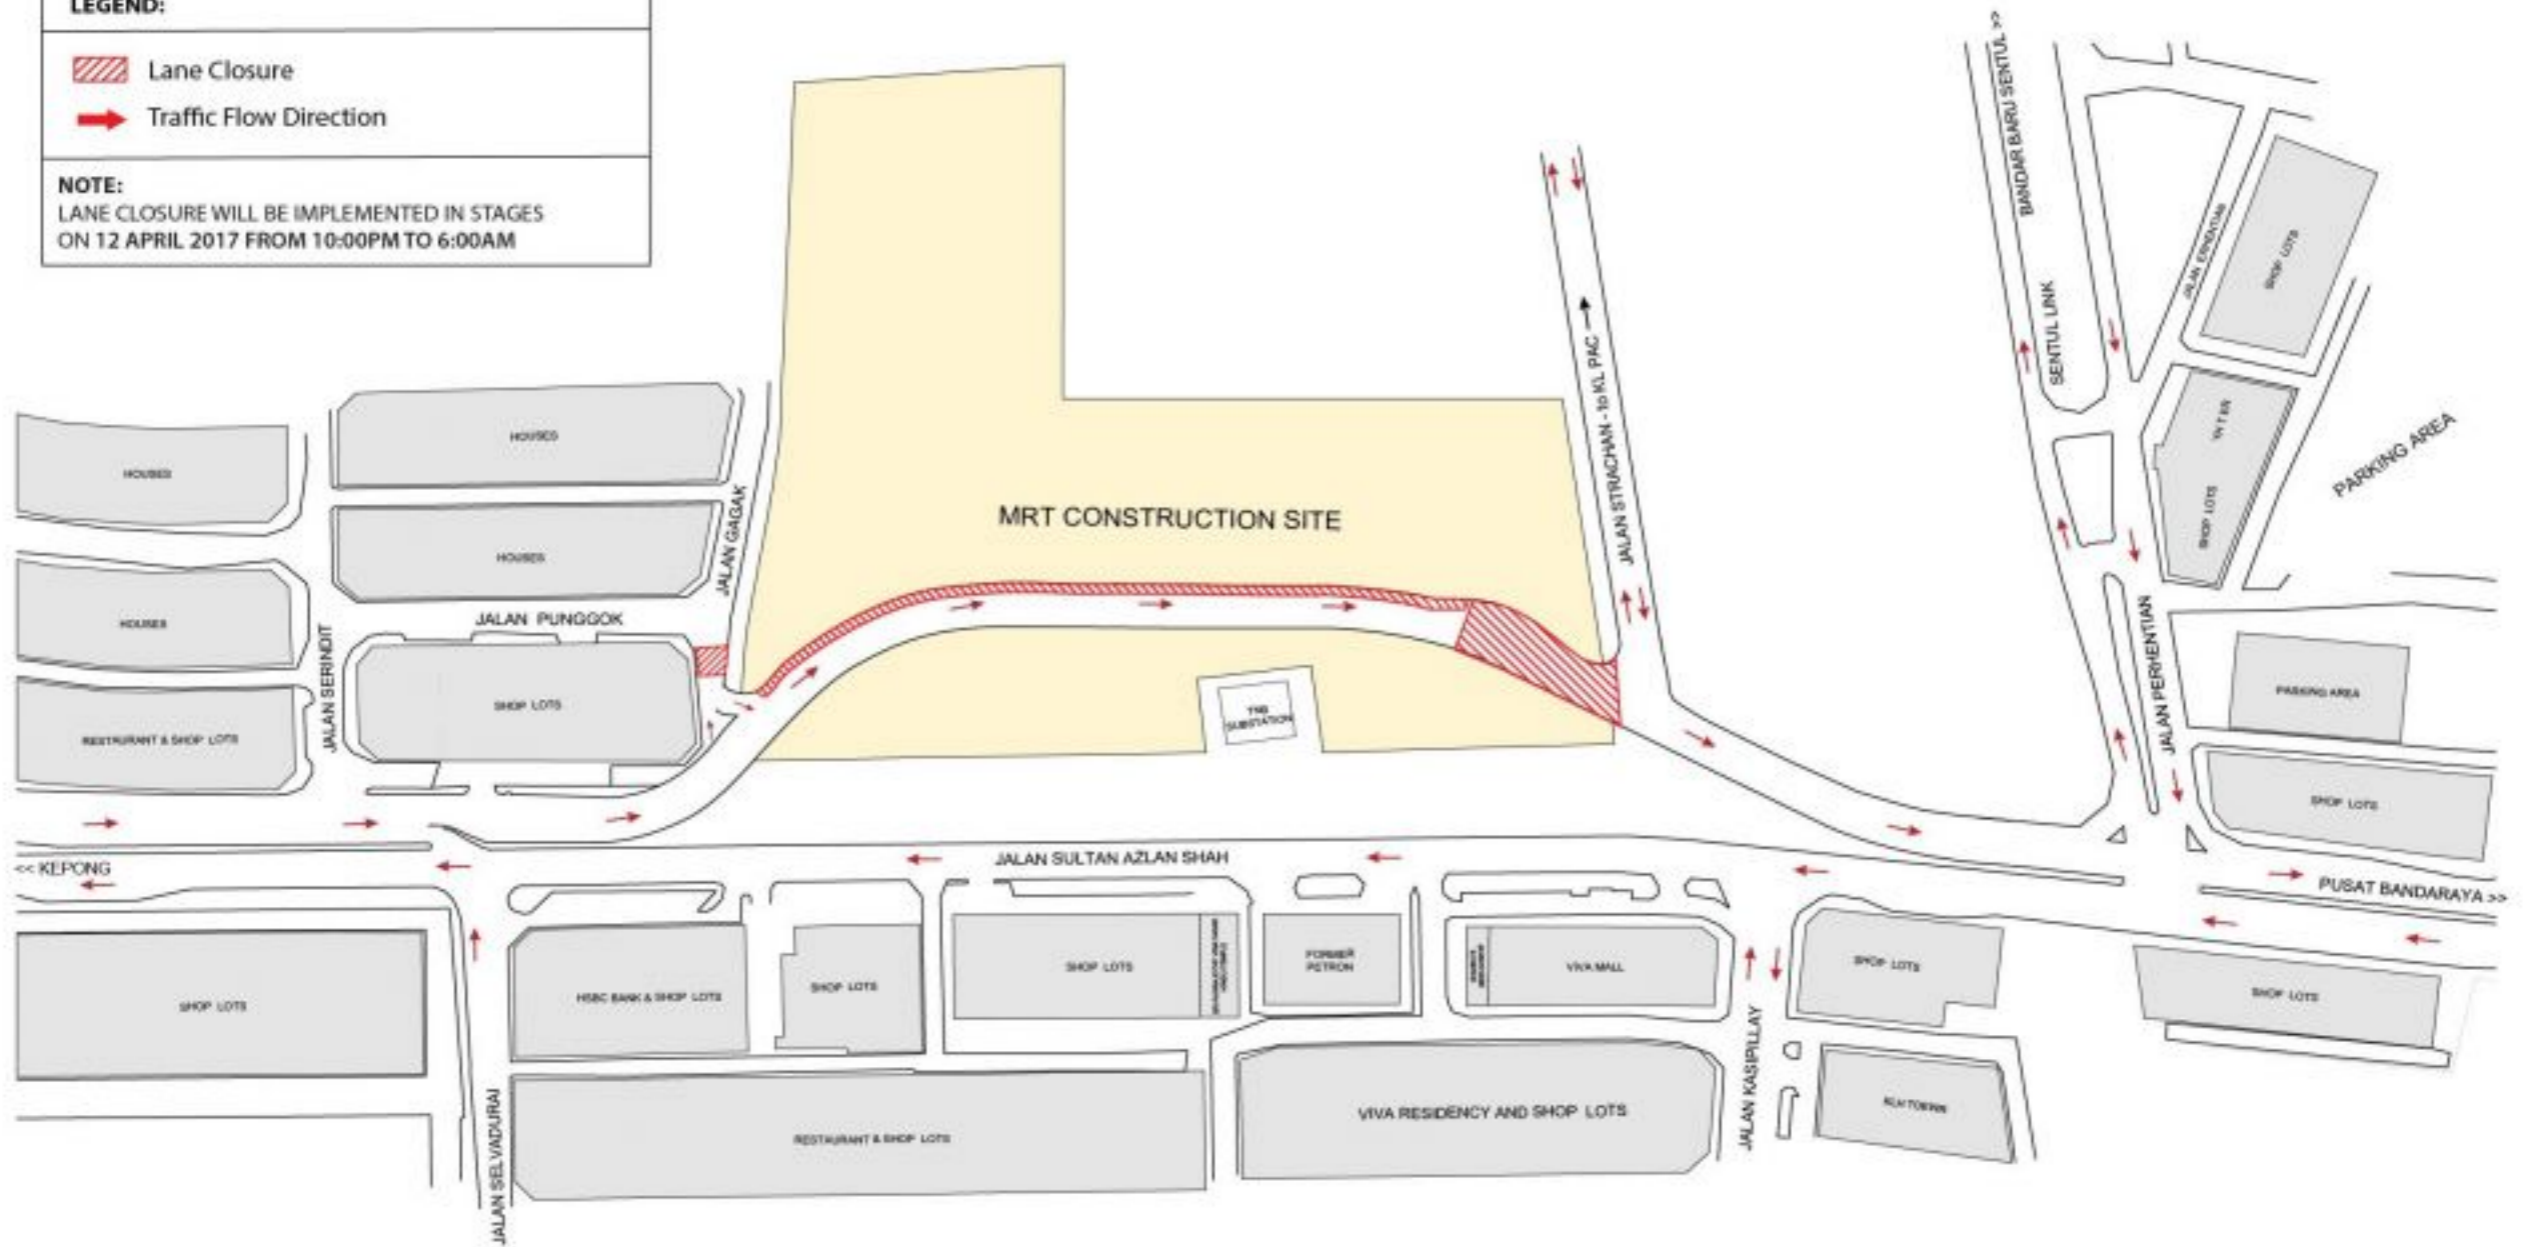 LEGEND:
Lane Closure
Traffic Flow Direction
NOTE:
LANE CLOSURE WILL BE IMPLEMENTED IN STAGES
ON 12 APRIL 2017 FROM 10:00PM TO 6:00AM
BANDAR BARU SENTUL >>
SENTUL LINK
SHOP LOTS
SHOP LOTS
PARKING AREA
JALAN STRACHAN - to KL PAC
HOUSES
HOUSES
HOUSES
HOUSES
JALAN GAGAK
MRT CONSTRUCTION SITE
JALAN PUNGGOK
JALAN SERINDIT
SHOP LOTS
RESTAURANT & SHOP LOTS
TNB
SUBSTATION
JALAN PERHENTIAN
PARKING AREA
SHOP LOTS
<< KEPONG
JALAN SULTAN AZLAN SHAH
PUSAT BANDARAYA >>
SHOP LOTS
HSBC BANK & SHOP LOTS
SHOP LOTS
SHOP LOTS
FORMER
PETRON
VIVA MALL
SHOP LOTS
SHOP LOTS
JALAN SELVADURAI
RESTAURANT & SHOP LOTS
VIVA RESIDENCY AND SHOP LOTS
JALAN KASIPILLAY